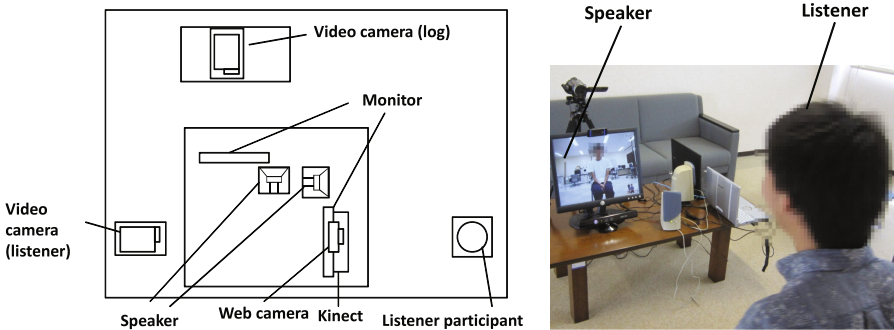 Video camera (log)
Monitor
Video
camera
(listener)
Speaker
Web camera
Kinect
Listener participant
Speaker
Listener